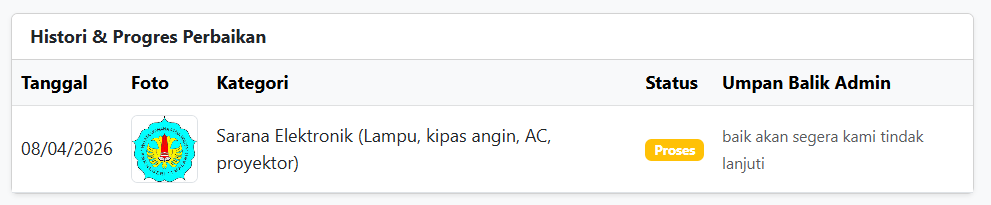 Histori & Progres Perbaikan
Tanggal Foto Kategori Status Umpan Balik Admin
08/04/2026 Sarana Elektronik (Lampu, kipas angin, AC, proyektor) Proses baik akan segera kami tindak lanjuti